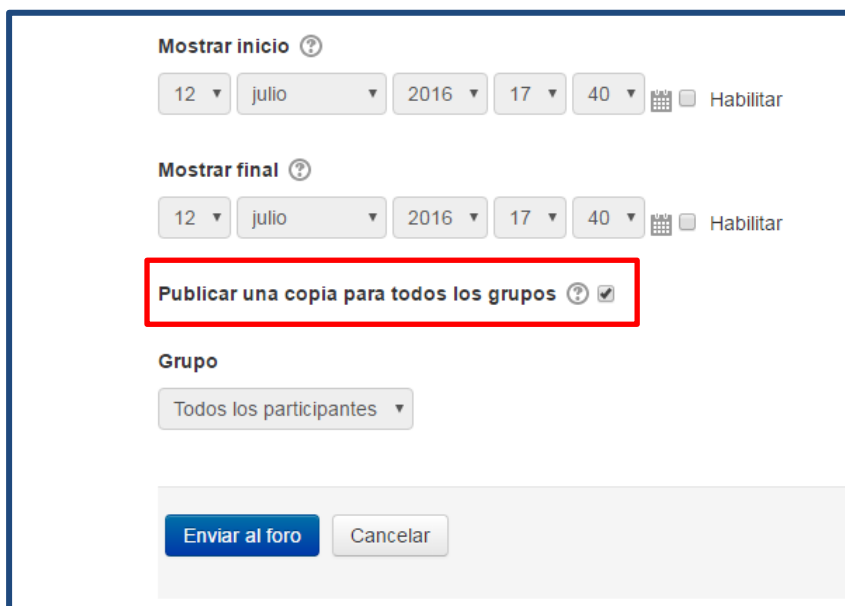 Mostrar inicio
12 julio 2016 17 40 Habilitar
Mostrar final
12 julio 2016 17 40 Habilitar
Publicar una copia para todos los grupos
Grupo
Todos los participantes
Enviar al foro Cancelar